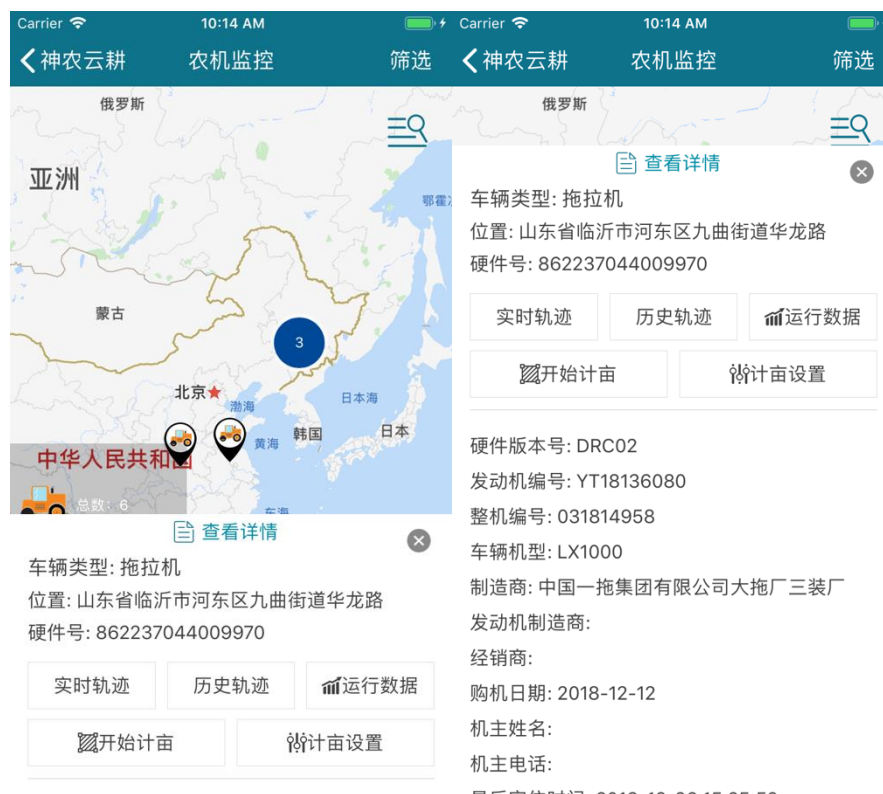 Carrier 10:14 AM
神农云耕 农机监控 筛选
俄罗斯
亚洲
鄂霍
蒙古
3
北京
渤海
日本海
韩国
日本
黄海
中华人民共和国
总数: 6
东海
查看详情
车辆类型: 拖拉机
位置: 山东省临沂市河东区九曲街道华龙路
硬件号: 862237044009970
实时轨迹 历史轨迹 运行数据
开始计亩 计亩设置
Carrier 10:14 AM
神农云耕 农机监控 筛选
俄罗斯
查看详情
车辆类型: 拖拉机
位置: 山东省临沂市河东区九曲街道华龙路
硬件号: 862237044009970
实时轨迹 历史轨迹 运行数据
开始计亩 计亩设置
硬件版本号: DRC02
发动机编号: YT18136080
整机编号: 031814958
车辆机型: LX1000
制造商: 中国一拖集团有限公司大拖厂三装厂
发动机制造商:
经销商:
购机日期: 2018-12-12
机主姓名:
机主电话: